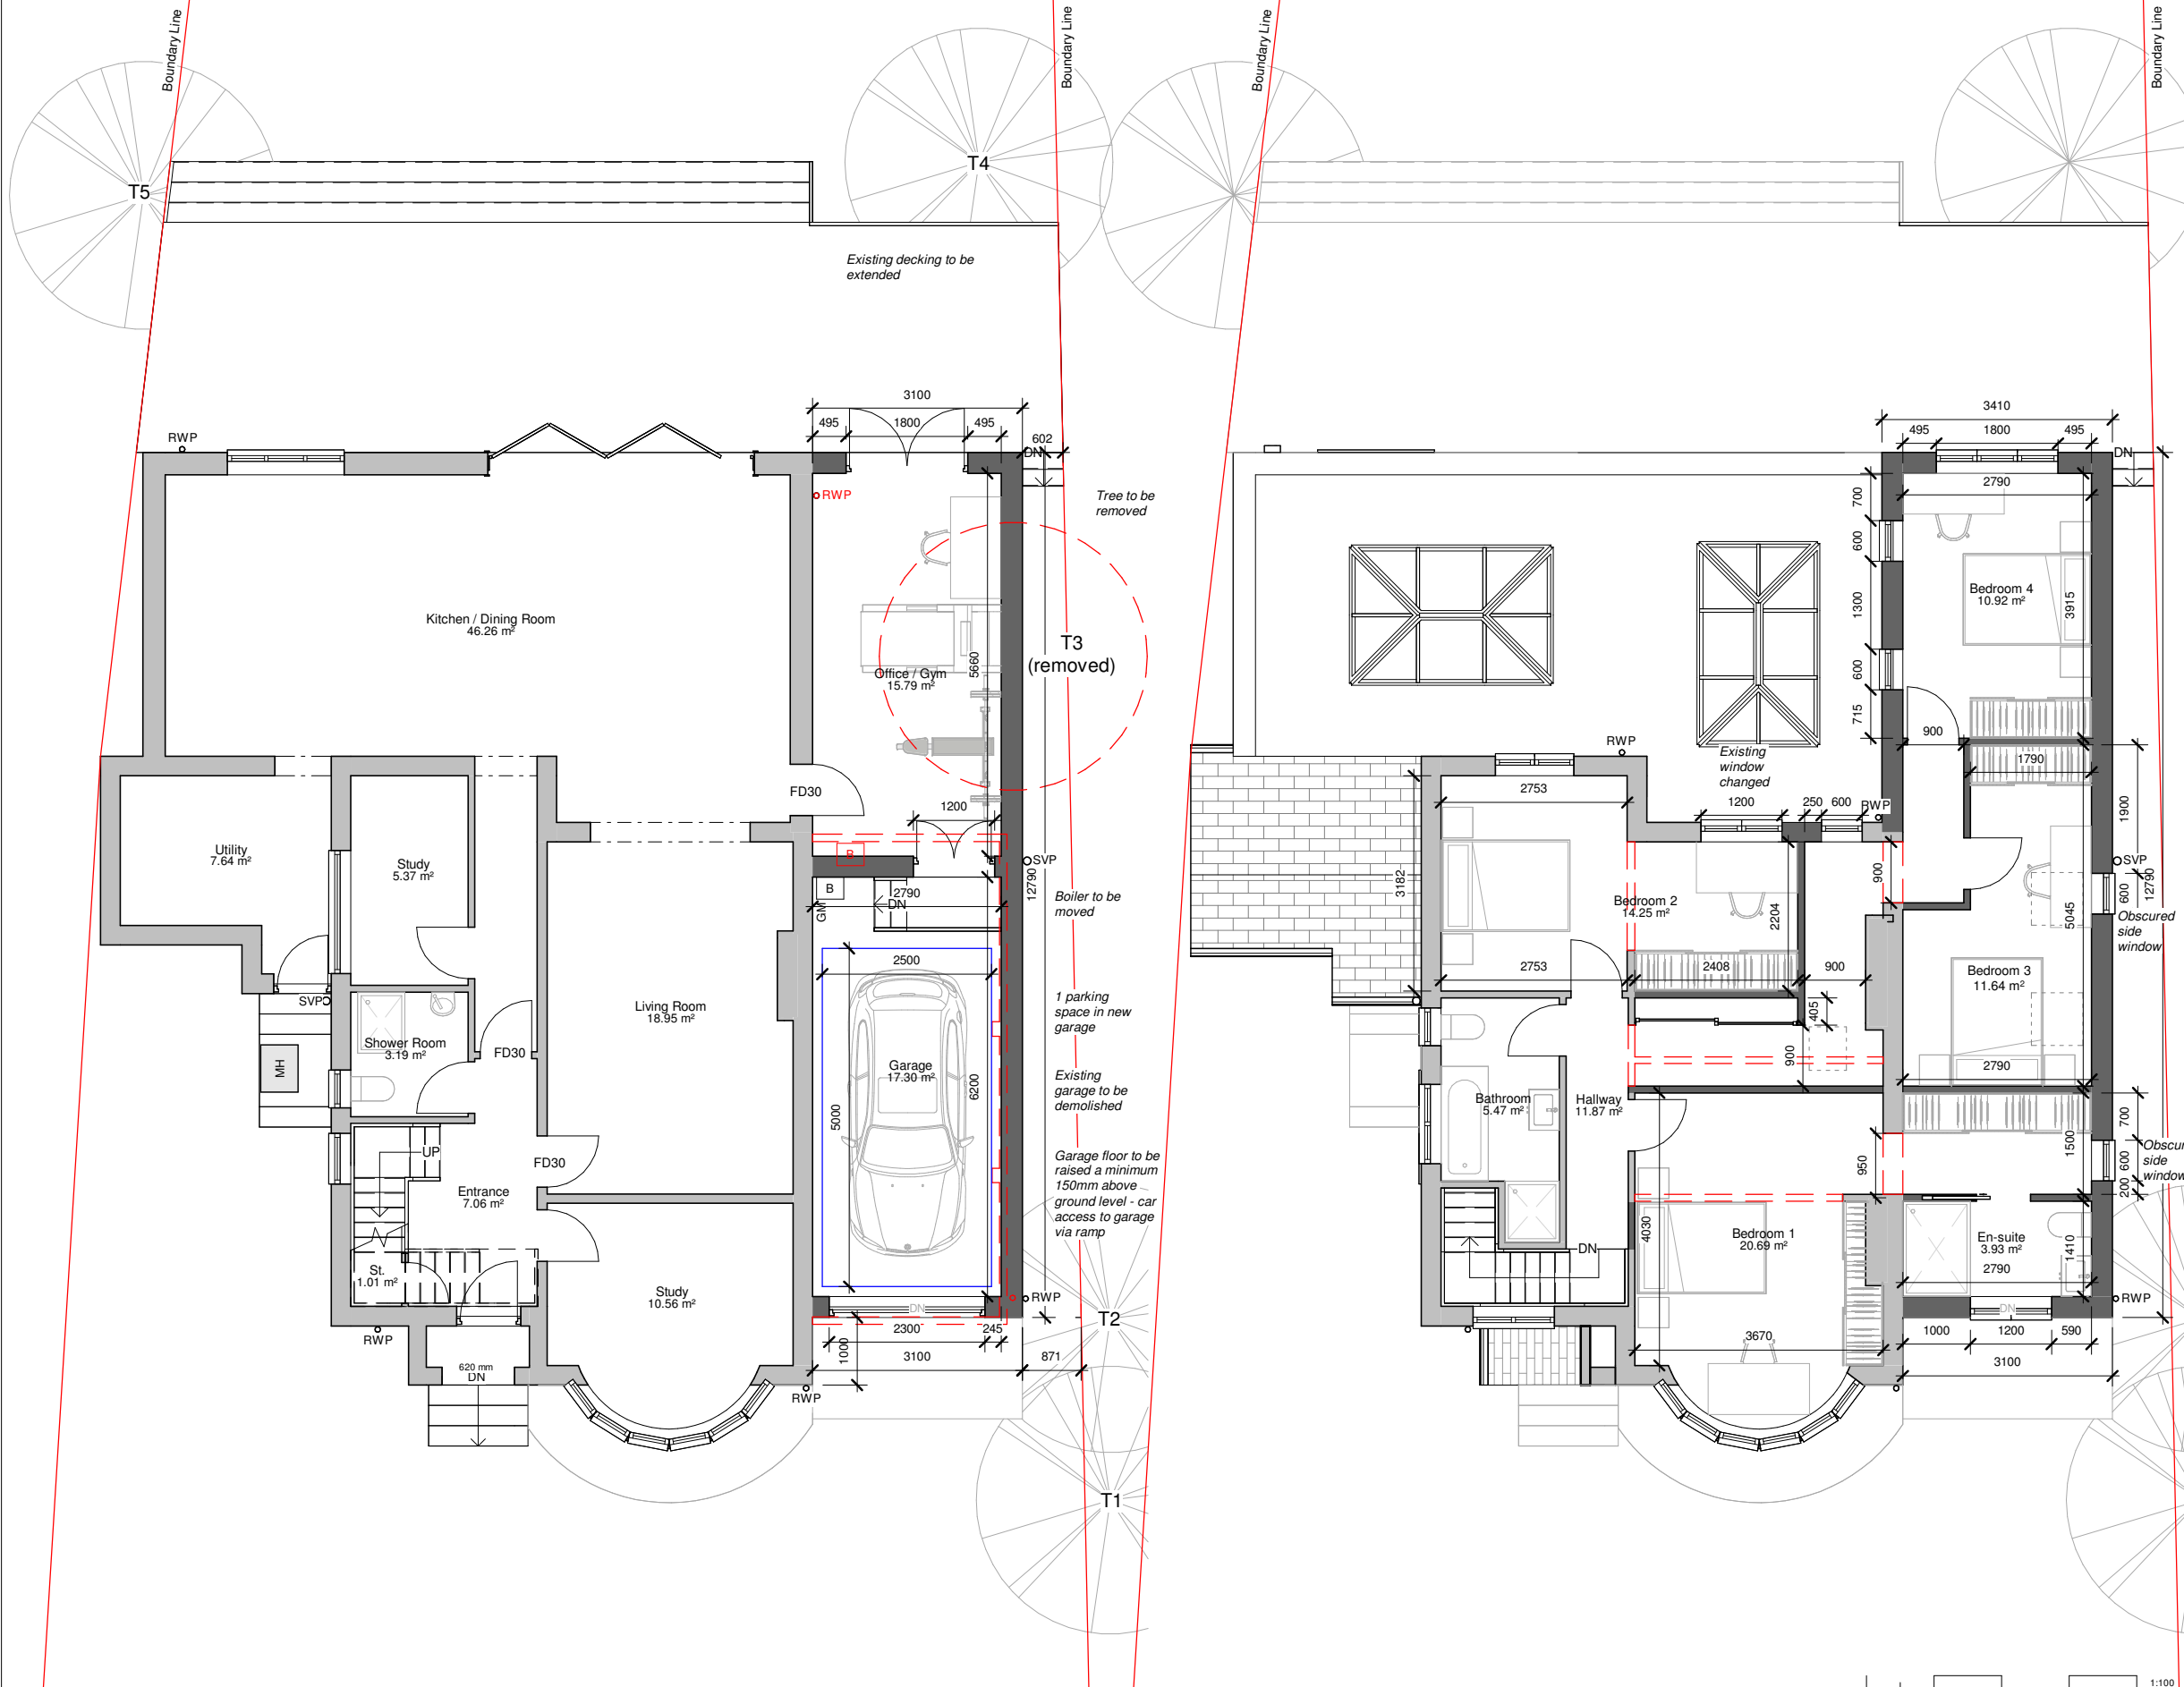 Boundary Line
Boundary Line
Boundary Line
Boundary Line
T5
T4
Existing decking to be
extended
3100
495
1800
495
602
DN
RWP
RWP
Tree to be
removed
T3
(removed)
Kitchen / Dining Room
46.26 m²
Office / Gym
15.79 m²
5660
FD30
1200
SVP
12790
Utility
7.64 m²
Study
5.37 m²
B
B
GM
2790
DN
Boiler to be
moved
2500
SVP
Living Room
18.95 m²
1 parking
space in new
garage
Shower Room
3.19 m²
FD30
MH
Garage
17.30 m²
5000
6200
Existing
garage to be
demolished
UP
FD30
Entrance
7.06 m²
Garage floor to be
raised a minimum
150mm above
ground level - car
access to garage
via ramp
St.
1.01 m²
Study
10.56 m²
DN
RWP
T2
RWP
620 mm
DN
2300
245
1000
3100
871
RWP
T1
3410
495
1800
495
DN
2790
700
600
1300
600
715
Bedroom 4
10.92 m²
3915
900
1790
RWP
Existing
window
changed
2753
1200
250
600
RWP
1900
SVP
12790
600
900
3182
Bedroom 2
14.25 m²
2204
5045
Obscured
side
window
2753
2408
900
Bedroom 3
11.64 m²
405
900
2790
Bathroom
5.47 m²
Hallway
11.87 m²
700
1500
600
200
Obscu
side
window
950
4030
Bedroom 1
20.69 m²
En-suite
3.93 m²
1410
2790
DN
DN
RWP
3670
1000
1200
590
3100
1:100